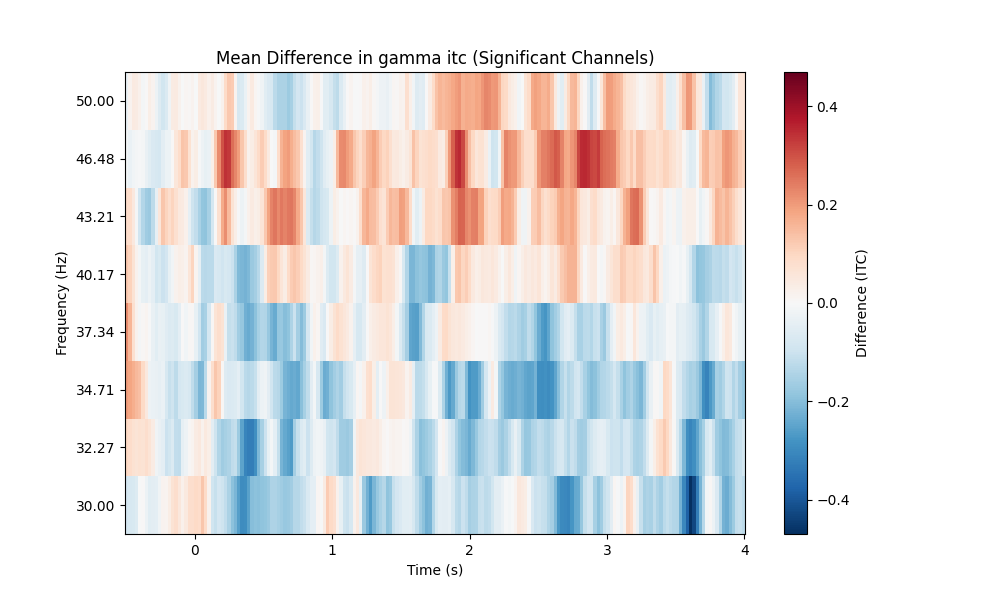 Mean Difference in gamma itc (Significant Channels)
Frequency (Hz)
50.00
46.48
43.21
40.17
37.34
34.71
32.27
30.00
0 1 2 3 4
Time (s)
0.4
0.2
0.0
−0.2
−0.4
Difference (ITC)